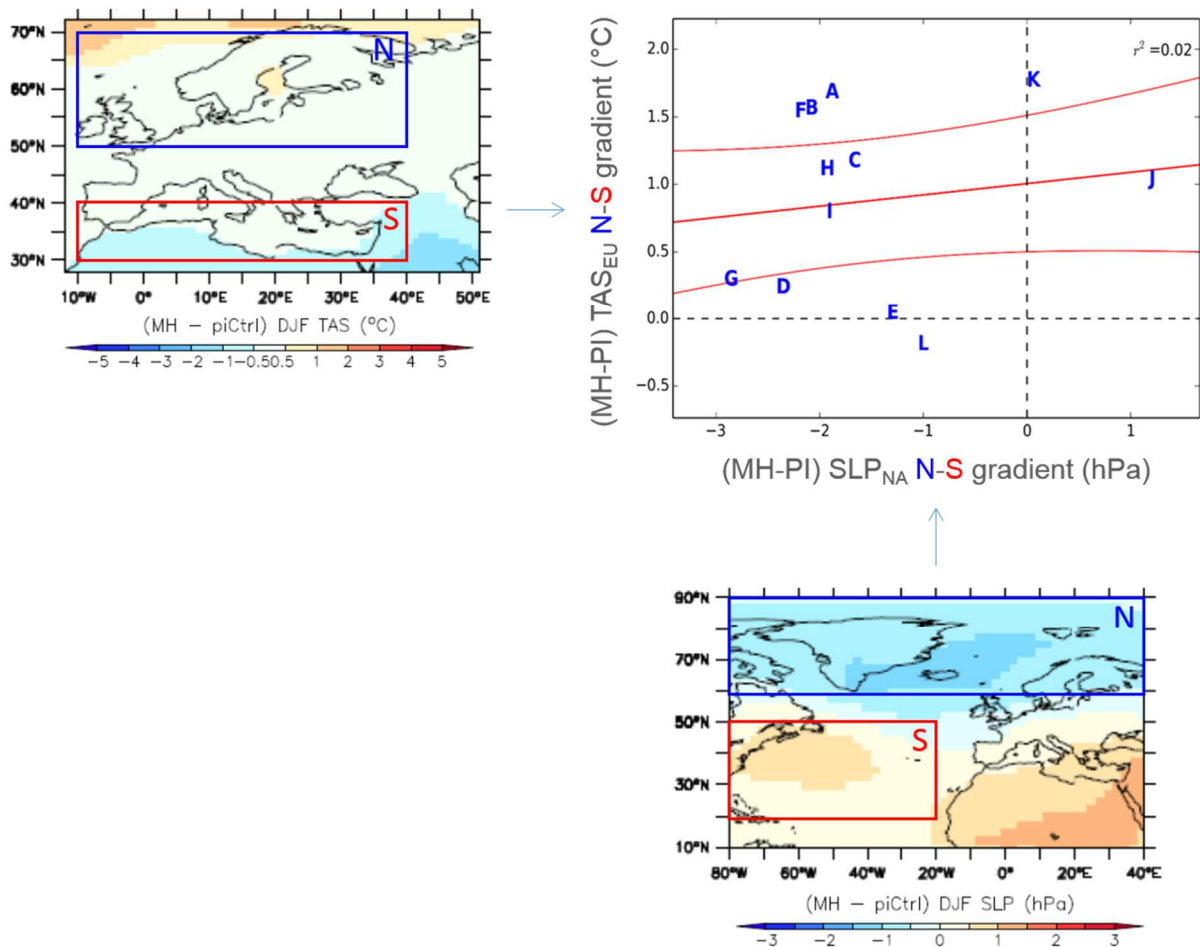 70°N
60°N
50°N
40°N
30°N
N
S
10°W 0° 10°E 20°E 30°E 40°E 50°E
(MH − piCtrl) DJF TAS (°C)
−5 −4 −3 −2 −1 −0.5 0.5 1 2 3 4 5
(MH-PI) TAS_EU N-S gradient (°C)
2.0
1.5
1.0
0.5
0.0
−0.5
r² =0.02
K
A
B
F
C
H
J
I
G
D
E
L
−3 −2 −1 0 1
(MH-PI) SLP_NA N-S gradient (hPa)
90°N
70°N
50°N
30°N
10°N
N
S
80°W 60°W 40°W 20°W 0° 20°E 40°E
(MH − piCtrl) DJF SLP (hPa)
−3 −2 −1 0 1 2 3